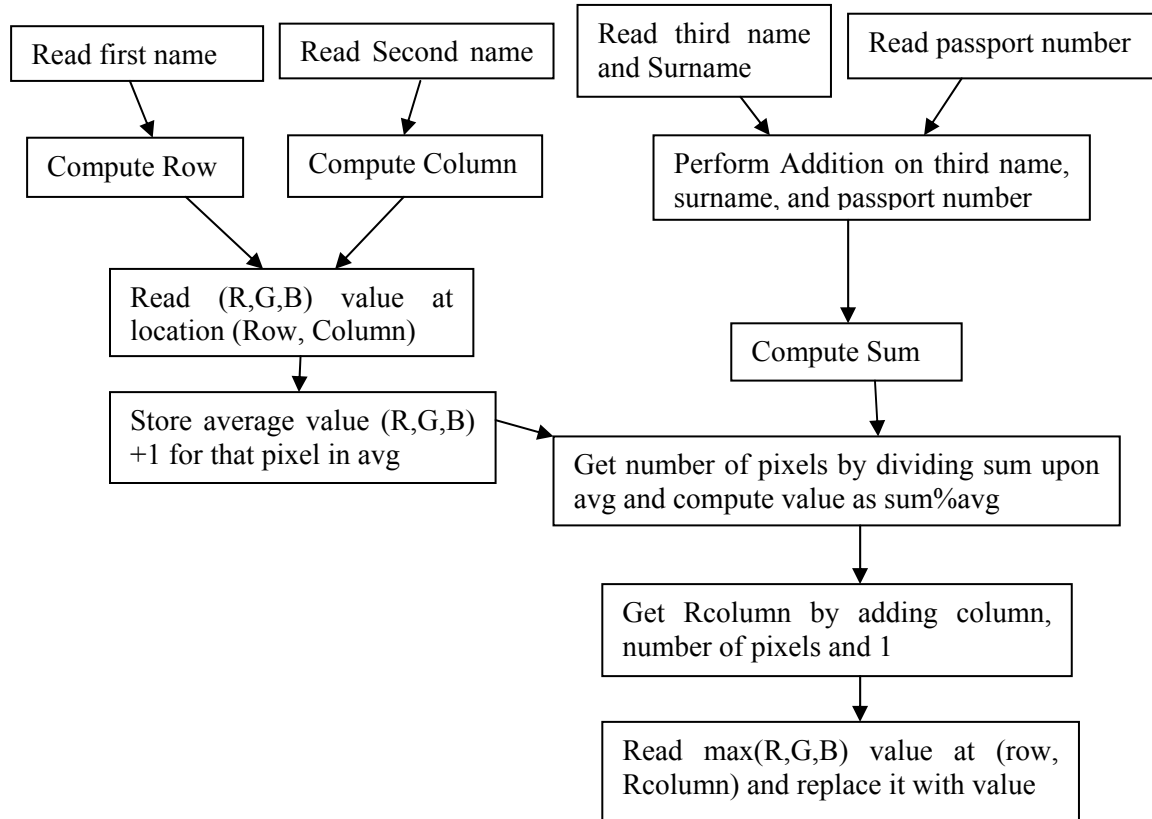 Read first name
Read Second name
Read third name
and Surname
Read passport number
Compute Row
Compute Column
Perform Addition on third name,
surname, and passport number
Read (R,G,B) value at
location (Row, Column)
Compute Sum
Store average value (R,G,B)
+1 for that pixel in avg
Get number of pixels by dividing sum upon
avg and compute value as sum%avg
Get Rcolumn by adding column,
number of pixels and 1
Read max(R,G,B) value at (row,
Rcolumn) and replace it with value